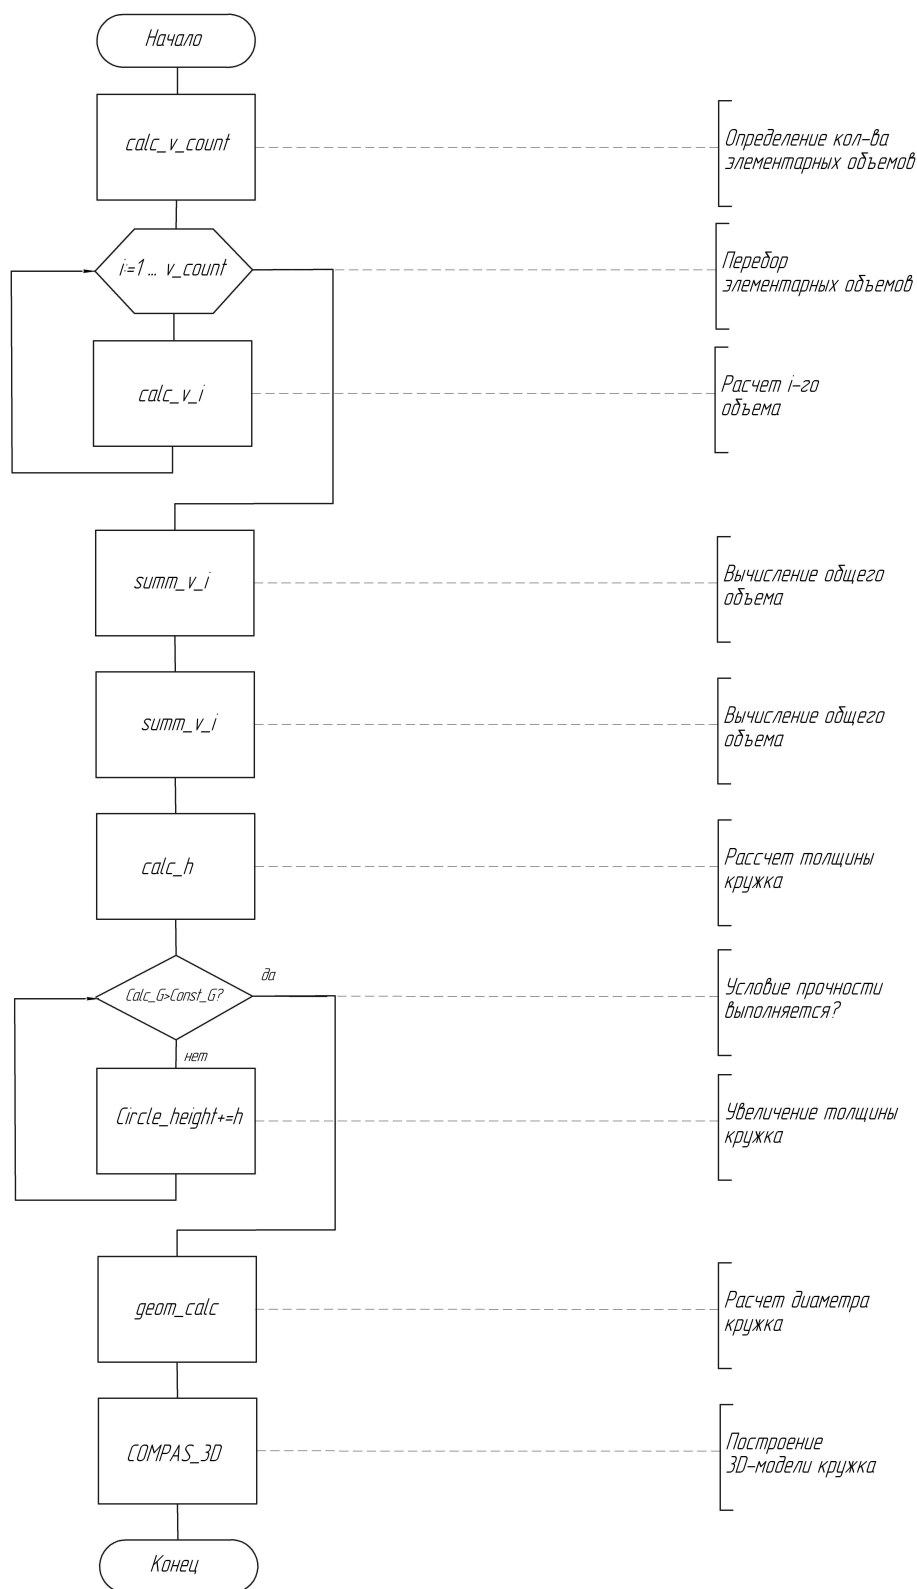 Начало
calc_v_count
Определение кол-ва
элементарных объемов
i:=1 ... v_count
Перебор
элементарных объемов
calc_v_i
Расчет i-го
объема
summ_v_i
Вычисление общего
объема
summ_v_i
Вычисление общего
объема
calc_h
Рассчет толщины
кружка
Calc_G>Const_G?
да
Условие прочности
выполняется?
нет
Circle_height+=h
Увеличение толщины
кружка
geom_calc
Расчет диаметра
кружка
COMPAS_3D
Построение
3D-модели кружка
Конец